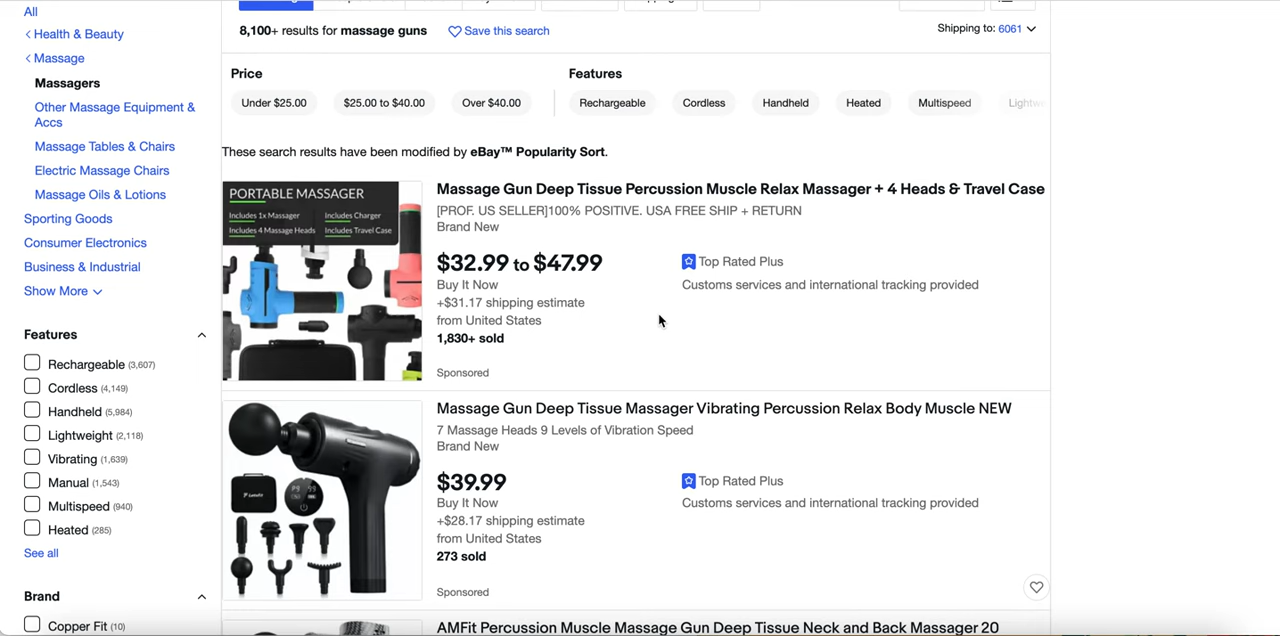 All
Health & Beauty
Massage
Massagers
Other Massage Equipment &
Accs
Massage Tables & Chairs
Electric Massage Chairs
Massage Oils & Lotions
Sporting Goods
Consumer Electronics
Business & Industrial
Show More
Features
Rechargeable (3,607)
Cordless (4,149)
Handheld (5,984)
Lightweight (2,118)
Vibrating (1,639)
Manual (1,543)
Multispeed (940)
Heated (285)
See all
Brand
Copper Fit (10)
8,100+ results for massage guns
Save this search
Shipping to: 6061
Price
Under $25.00
$25.00 to $40.00
Over $40.00
Features
Rechargeable
Cordless
Handheld
Heated
Multispeed
Lightwe
These search results have been modified by eBay™ Popularity Sort.
PORTABLE MASSAGER
Includes 1x Massager Includes Charger
Includes 4 Massage Heads Includes Travel Case
Massage Gun Deep Tissue Percussion Muscle Relax Massager + 4 Heads & Travel Case
[PROF. US SELLER]100% POSITIVE. USA FREE SHIP + RETURN
Brand New
$32.99 to $47.99
Buy It Now
+$31.17 shipping estimate
from United States
1,830+ sold
Sponsored
Top Rated Plus
Customs services and international tracking provided
Massage Gun Deep Tissue Massager Vibrating Percussion Relax Body Muscle NEW
7 Massage Heads 9 Levels of Vibration Speed
Brand New
$39.99
Buy It Now
+$28.17 shipping estimate
from United States
273 sold
Sponsored
Top Rated Plus
Customs services and international tracking provided
AMFit Percussion Muscle Massage Gun Deep Tissue Neck and Back Massager 20